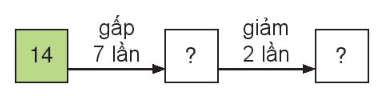 14
gấp
7 lần
?
giảm
2 lần
?